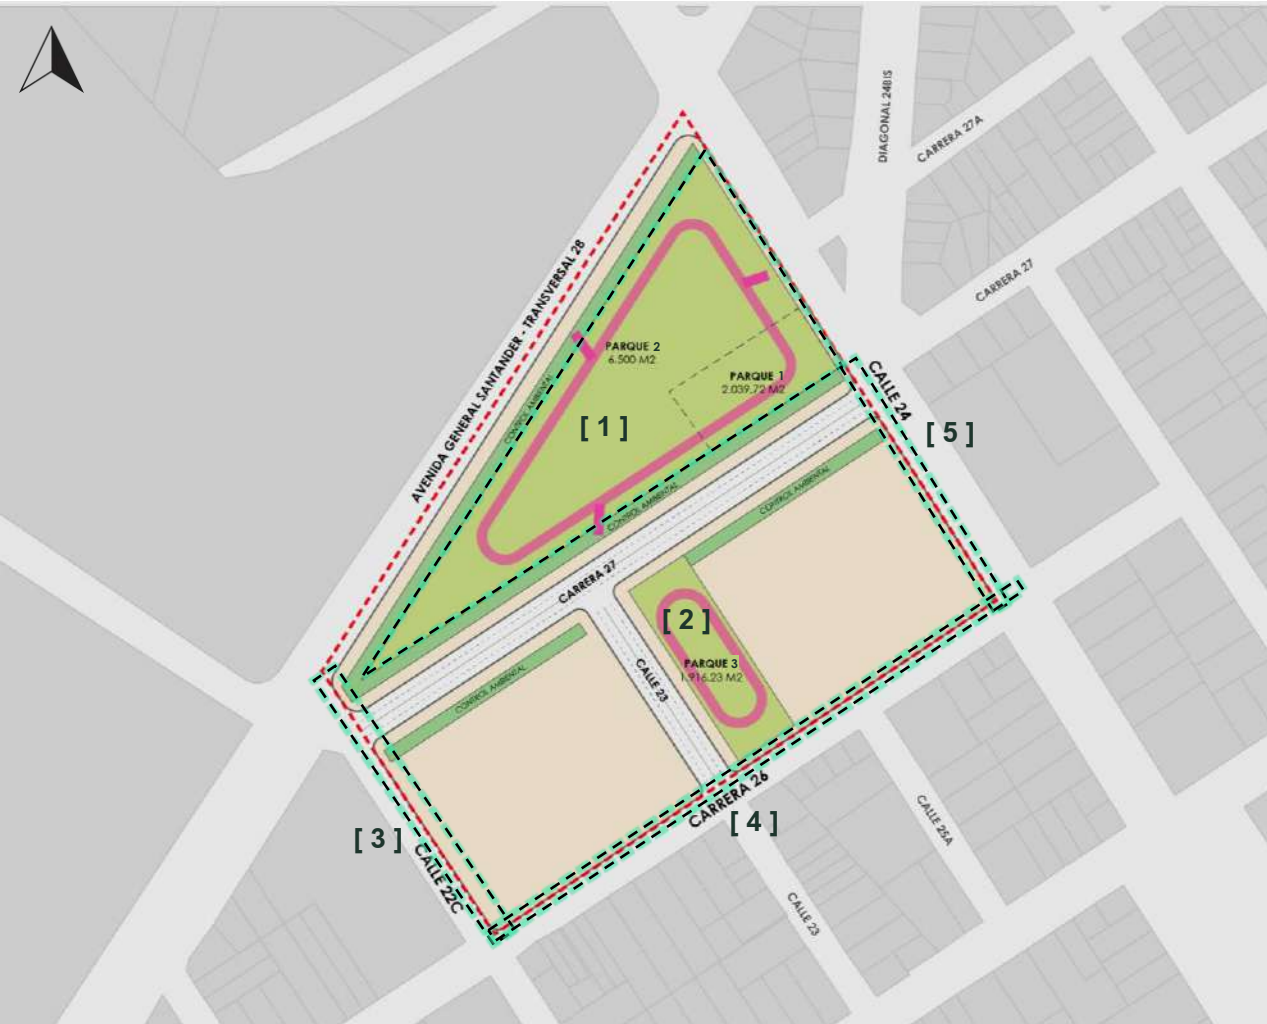 DIAGONAL 24BIS
CARRERA 27A
CARRERA 27
AVENIDA GENERAL SANTANDER - TRANSVERSAL 28
PARQUE 2
6.500 M2
PARQUE 1
2.039,72 M2
CALLE 24
CONTROL AMBIENTAL
[ 1 ]
[ 5 ]
CONTROL AMBIENTAL
CONTROL AMBIENTAL
CARRERA 27
[ 2 ]
PARQUE 3
1.916.23 M2
CALLE 23
CONTROL AMBIENTAL
CARRERA 26
[ 4 ]
[ 3 ]
CALLE 22C
CALLE 25A
CALLE 23